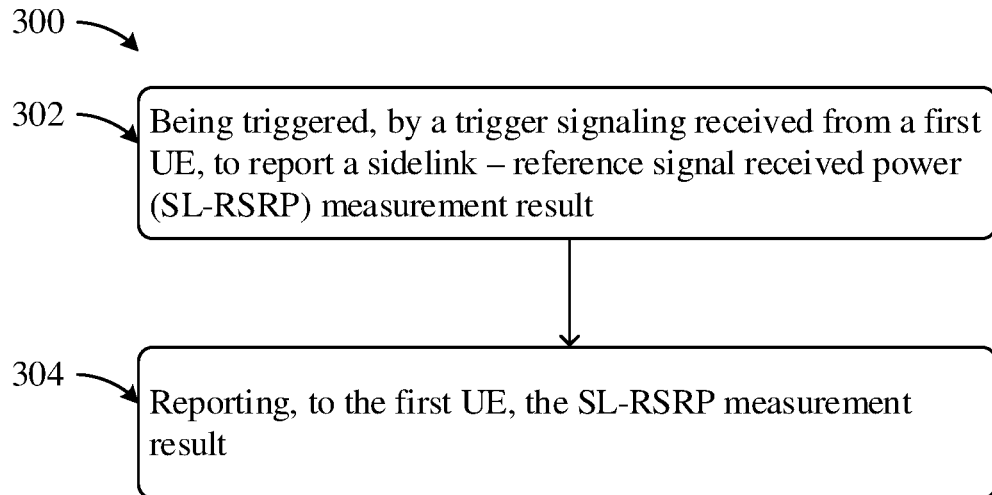 300
302
Being triggered, by a trigger signaling received from a first
UE, to report a sidelink – reference signal received power
(SL-RSRP) measurement result
304
Reporting, to the first UE, the SL-RSRP measurement
result